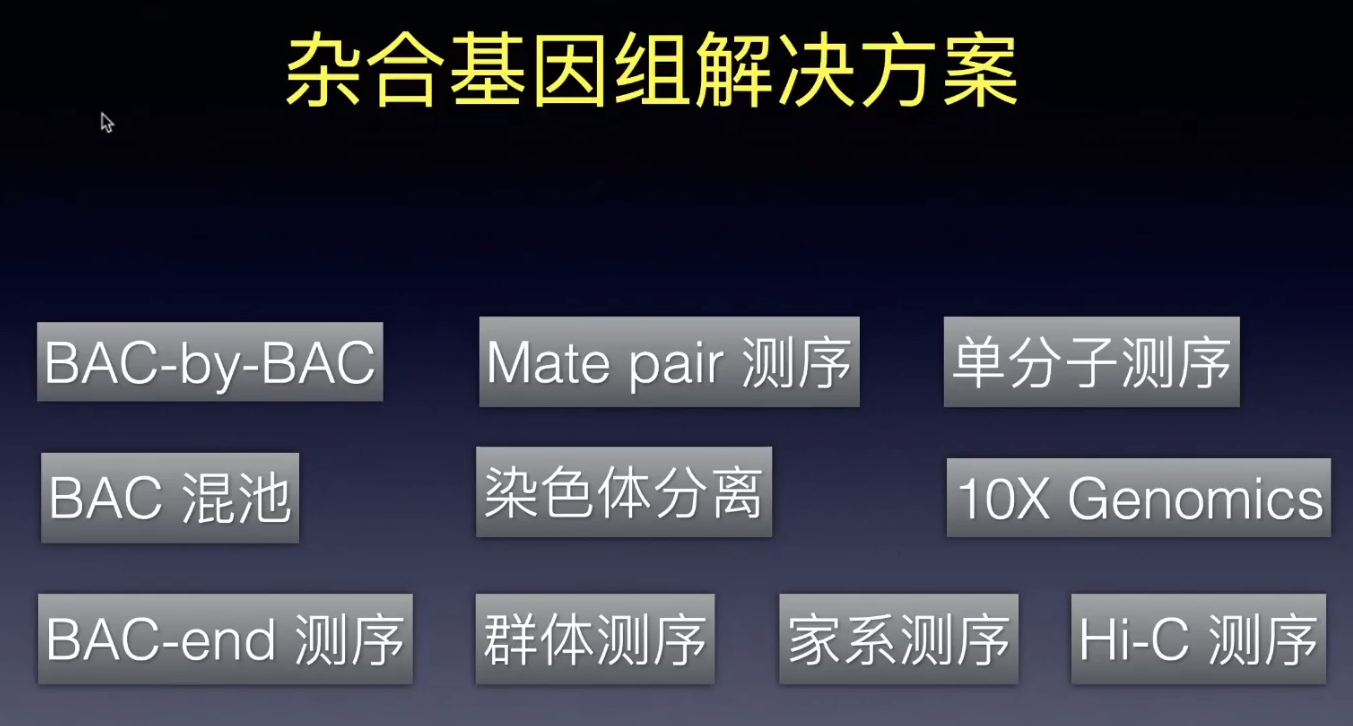 杂合基因组解决方案
BAC-by-BAC
Mate pair 测序
单分子测序
BAC 混池
染色体分离
10X Genomics
BAC-end 测序
群体测序
家系测序
Hi-C 测序